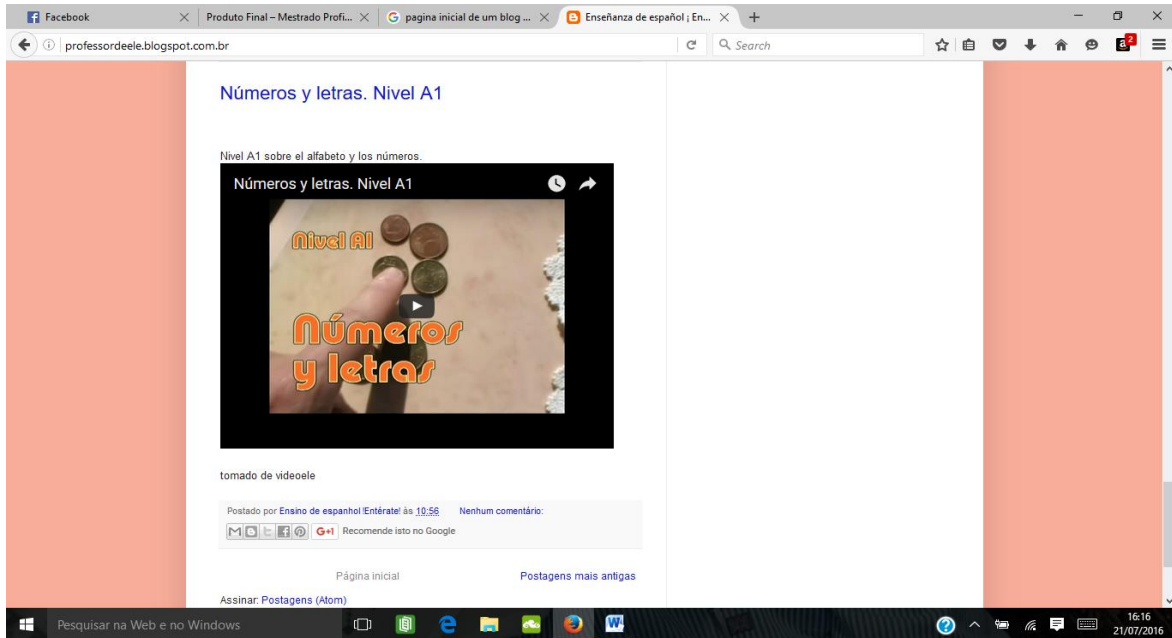 Facebook
Produto Final – Mestrado Profi...
pagina inicial de um blog ...
Enseñanza de español ¡ En...
professordeele.blogspot.com.br
Search
2
Números y letras. Nivel A1
Nivel A1 sobre el alfabeto y los números.
Números y letras. Nivel A1
Nivel A1
Números
y letras
tomado de videoele
Postado por Ensino de espanhol !Entérate! às 10:56 Nenhum comentário:
G+1 Recomende isto no Google
Página inicial Postagens mais antigas
Assinar: Postagens (Atom)
Pesquisar na Web e no Windows
16:16
21/07/2016